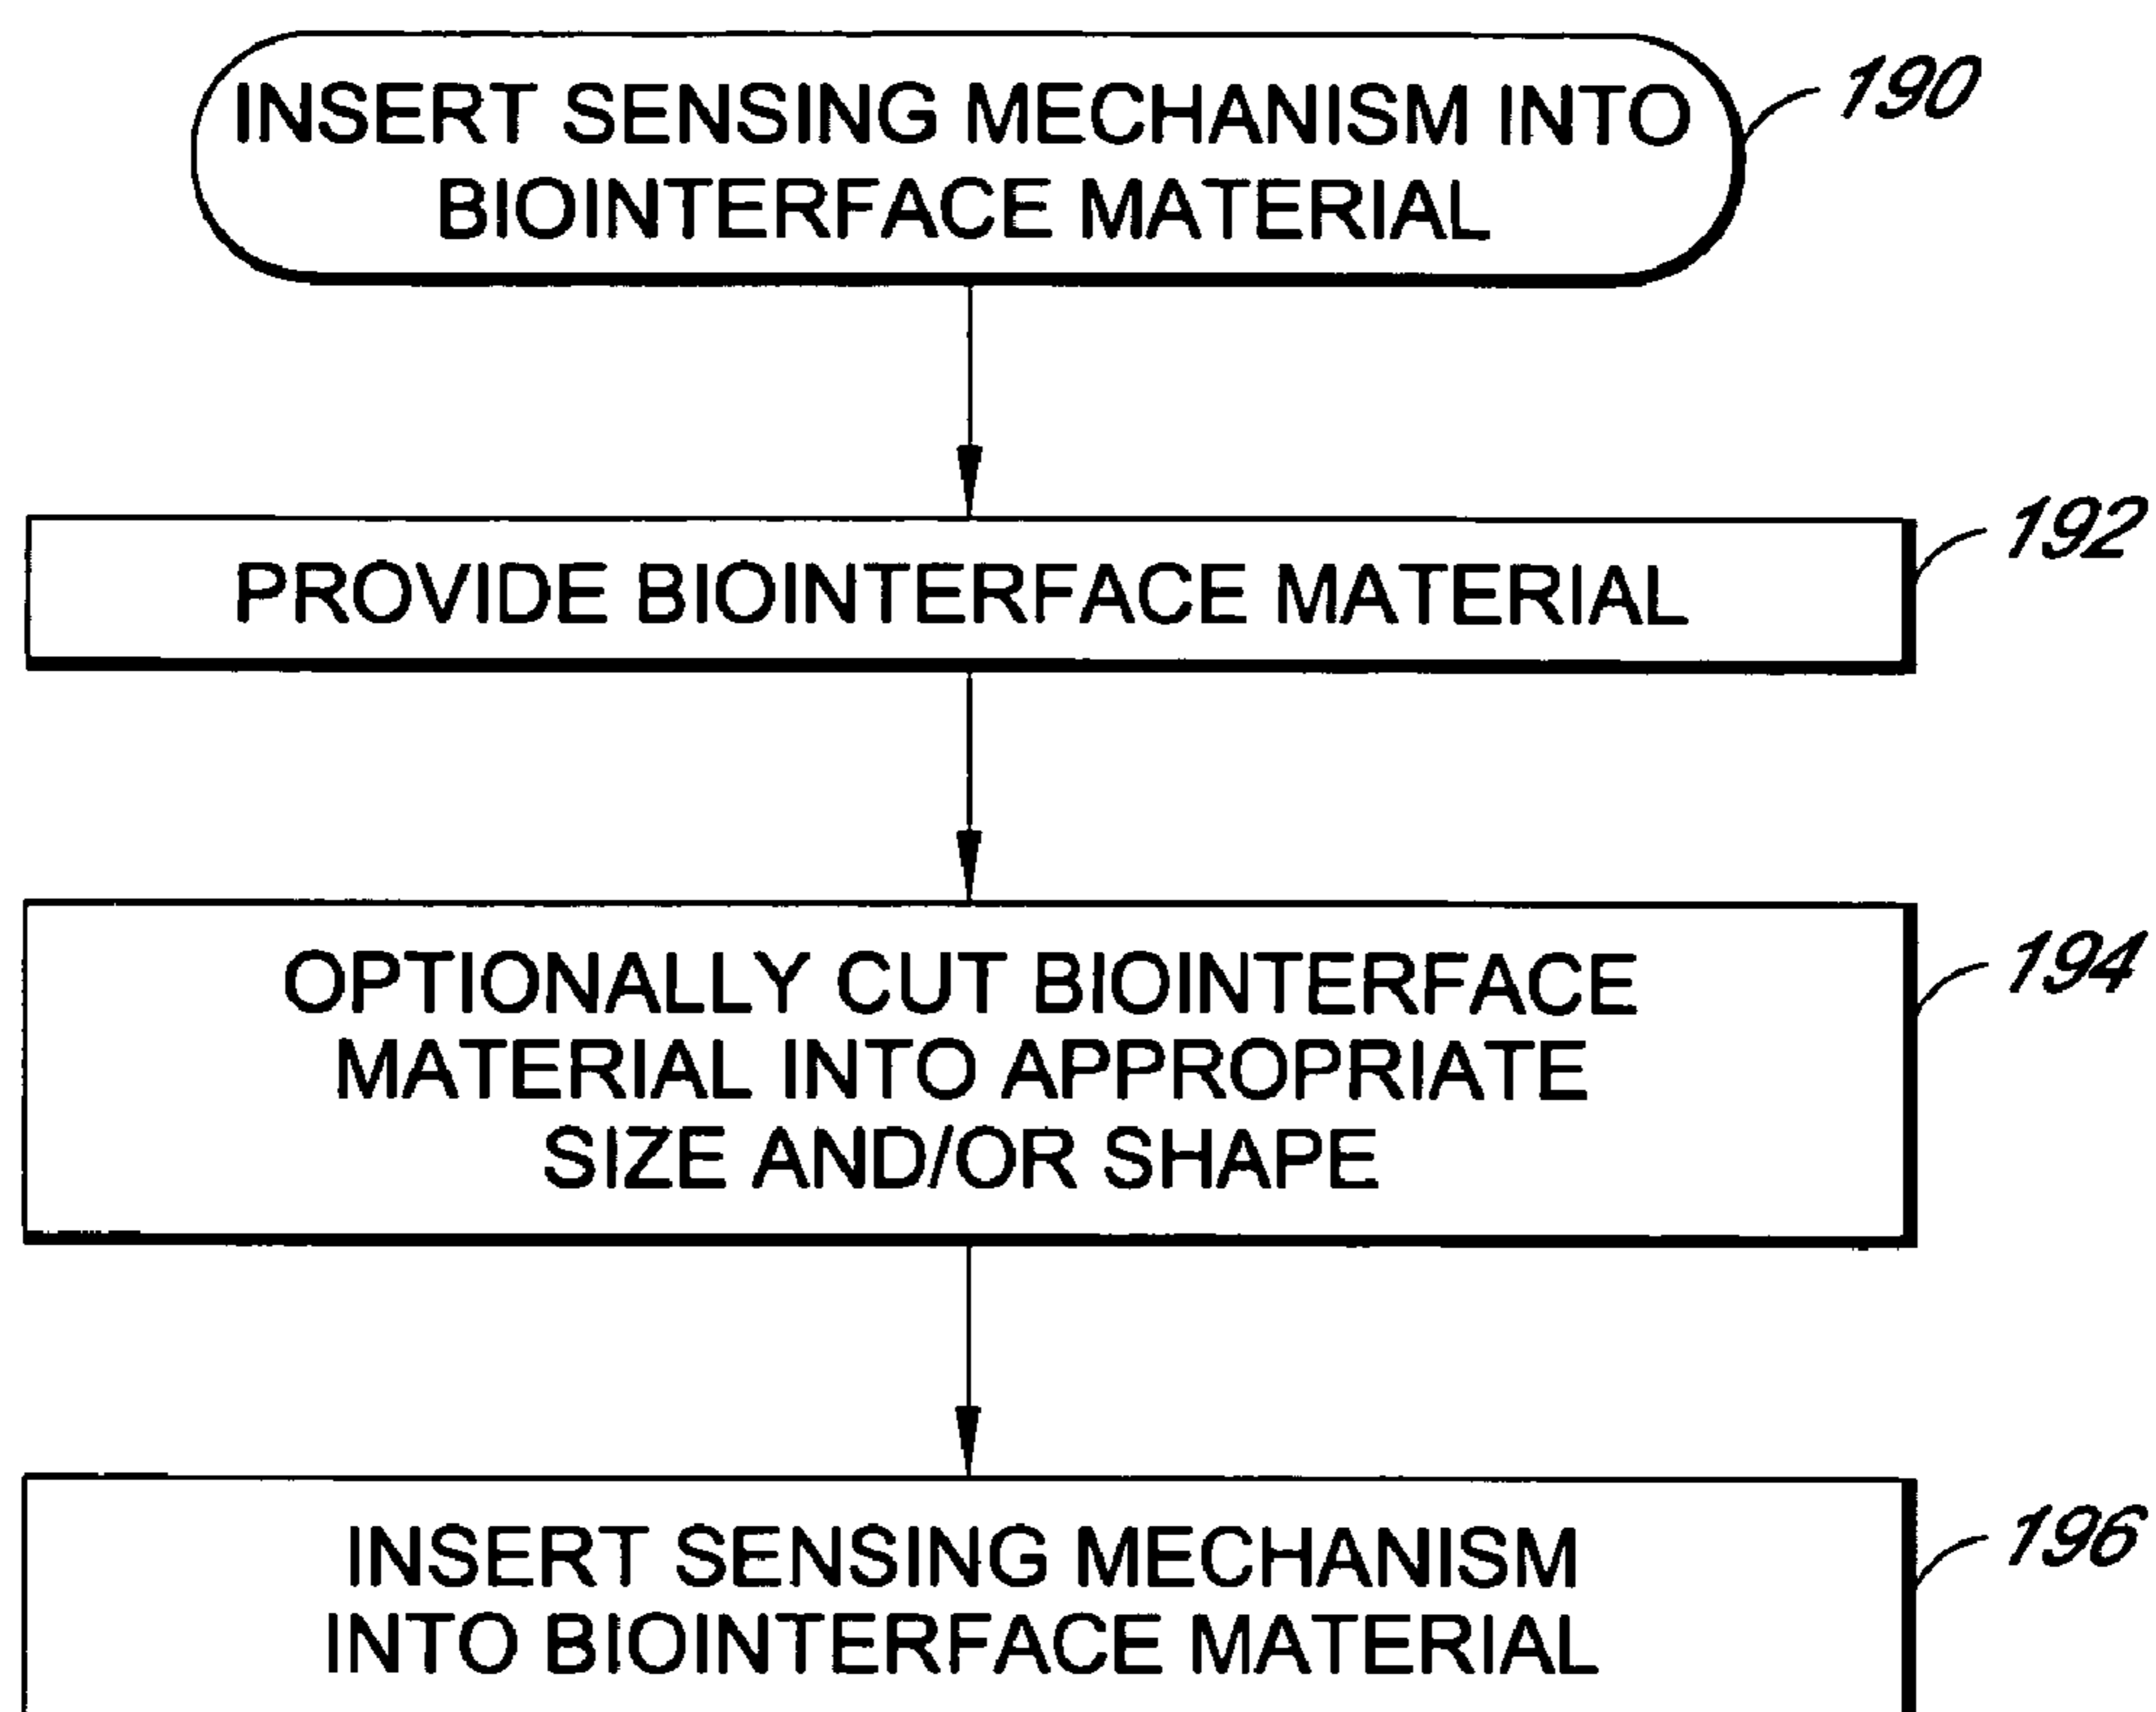 INSERT SENSING MECHANISM INTO
BIOINTERFACE MATERIAL
190
PROVIDE BIOINTERFACE MATERIAL
192
OPTIONALLY CUT BIOINTERFACE
MATERIAL INTO APPROPRIATE
SIZE AND/OR SHAPE
194
INSERT SENSING MECHANISM
INTO BIOINTERFACE MATERIAL
196